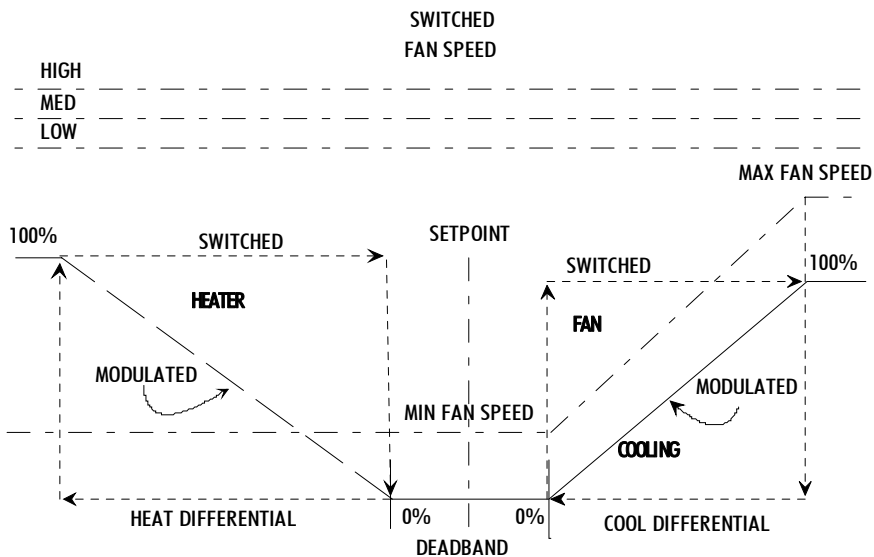 SWITCHED
FAN SPEED
HIGH
MED
LOW
MAX FAN SPEED
100%
SWITCHED
SETPOINT
SWITCHED
100%
HEATER
FAN
MODULATED
MODULATED
MIN FAN SPEED
COOLING
HEAT DIFFERENTIAL
0%
0%
COOL DIFFERENTIAL
DEADBAND